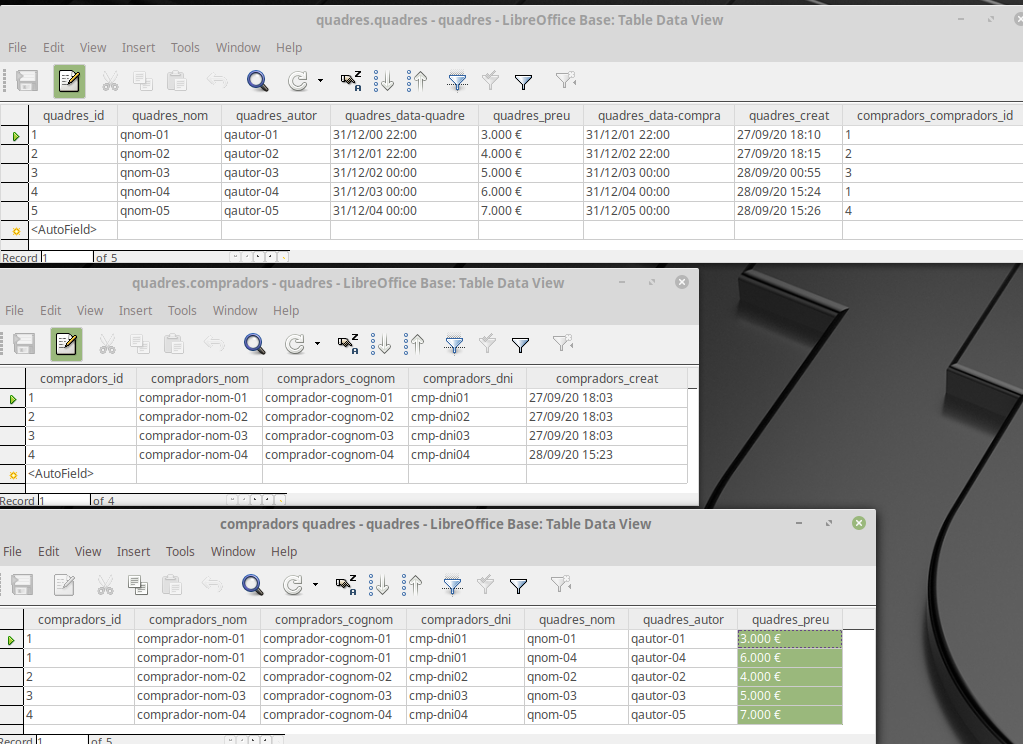 quadres.quadres - quadres - LibreOffice Base: Table Data View
File Edit View Insert Tools Window Help
quadres_id quadres_nom quadres_autor quadres_data-quadre quadres_preu quadres_data-compra quadres_creat compradors_compradors_id
1 qnom-01 qautor-01 31/12/00 22:00 3.000 € 31/12/01 22:00 27/09/20 18:10 1
2 qnom-02 qautor-02 31/12/01 22:00 4.000 € 31/12/02 22:00 27/09/20 18:15 2
3 qnom-03 qautor-03 31/12/02 00:00 5.000 € 31/12/03 00:00 28/09/20 00:55 3
4 qnom-04 qautor-04 31/12/03 00:00 6.000 € 31/12/04 00:00 28/09/20 15:24 1
5 qnom-05 qautor-05 31/12/04 00:00 7.000 € 31/12/05 00:00 28/09/20 15:26 4
<AutoField>
Record 1 of 5
quadres.compradors - quadres - LibreOffice Base: Table Data View
File Edit View Insert Tools Window Help
compradors_id compradors_nom compradors_cognom compradors_dni compradors_creat
1 comprador-nom-01 comprador-cognom-01 cmp-dni01 27/09/20 18:03
2 comprador-nom-02 comprador-cognom-02 cmp-dni02 27/09/20 18:03
3 comprador-nom-03 comprador-cognom-03 cmp-dni03 27/09/20 18:03
4 comprador-nom-04 comprador-cognom-04 cmp-dni04 28/09/20 15:23
<AutoField>
Record 1 of 4
compradors quadres - quadres - LibreOffice Base: Table Data View
File Edit View Insert Tools Window Help
compradors_id compradors_nom compradors_cognom compradors_dni quadres_nom quadres_autor quadres_preu
1 comprador-nom-01 comprador-cognom-01 cmp-dni01 qnom-01 qautor-01 3.000 €
1 comprador-nom-01 comprador-cognom-01 cmp-dni01 qnom-04 qautor-04 6.000 €
2 comprador-nom-02 comprador-cognom-02 cmp-dni02 qnom-02 qautor-02 4.000 €
3 comprador-nom-03 comprador-cognom-03 cmp-dni03 qnom-03 qautor-03 5.000 €
4 comprador-nom-04 comprador-cognom-04 cmp-dni04 qnom-05 qautor-05 7.000 €
Record 1 of 5